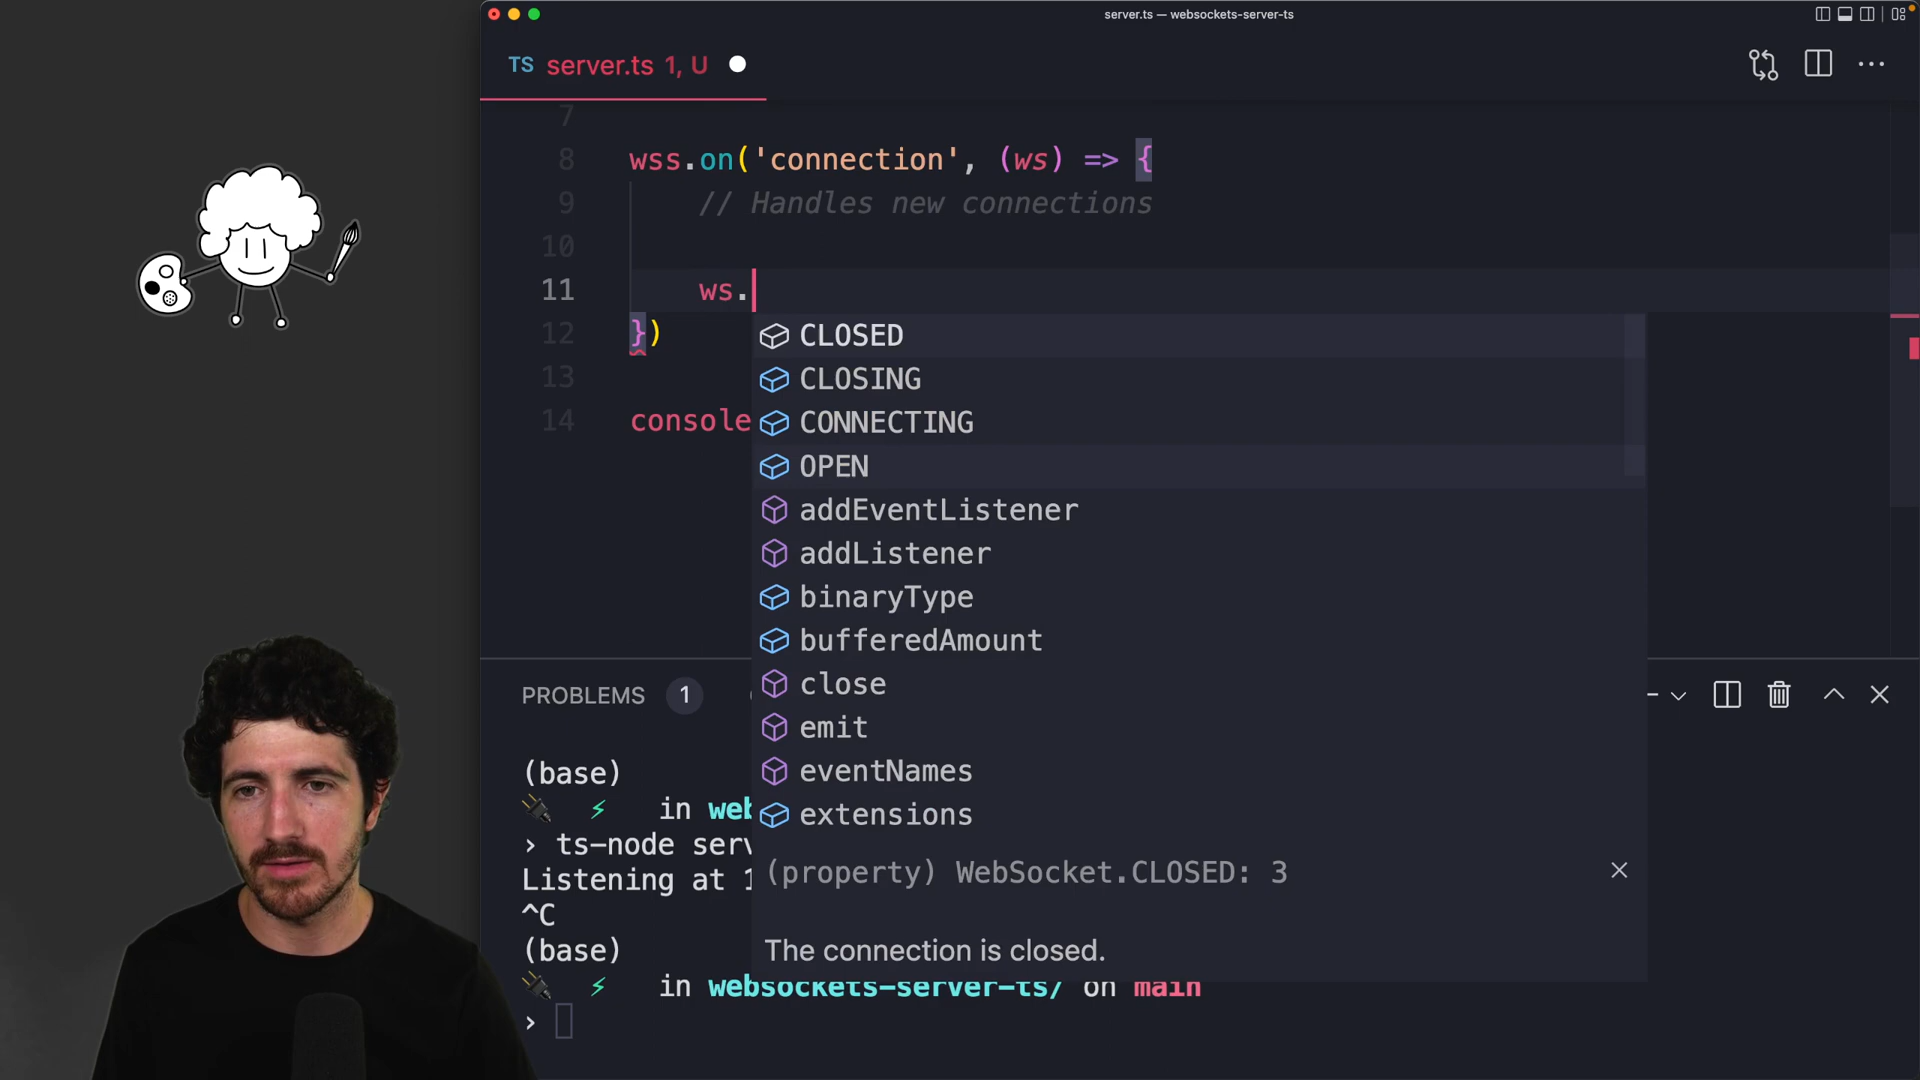 server.ts — websockets-server-ts
TS server.ts 1, U
7
8 wss.on('connection', (ws) => {
9 // Handles new connections
10
11 ws.
12 })
13
14 console
CLOSED
CLOSING
CONNECTING
OPEN
addEventListener
addListener
binaryType
bufferedAmount
close
emit
eventNames
extensions
(property) WebSocket.CLOSED: 3
The connection is closed.
PROBLEMS 1
(base)
in web
› ts-node serv
Listening at 1
^C
(base)
in websockets-server-ts/ on main
›